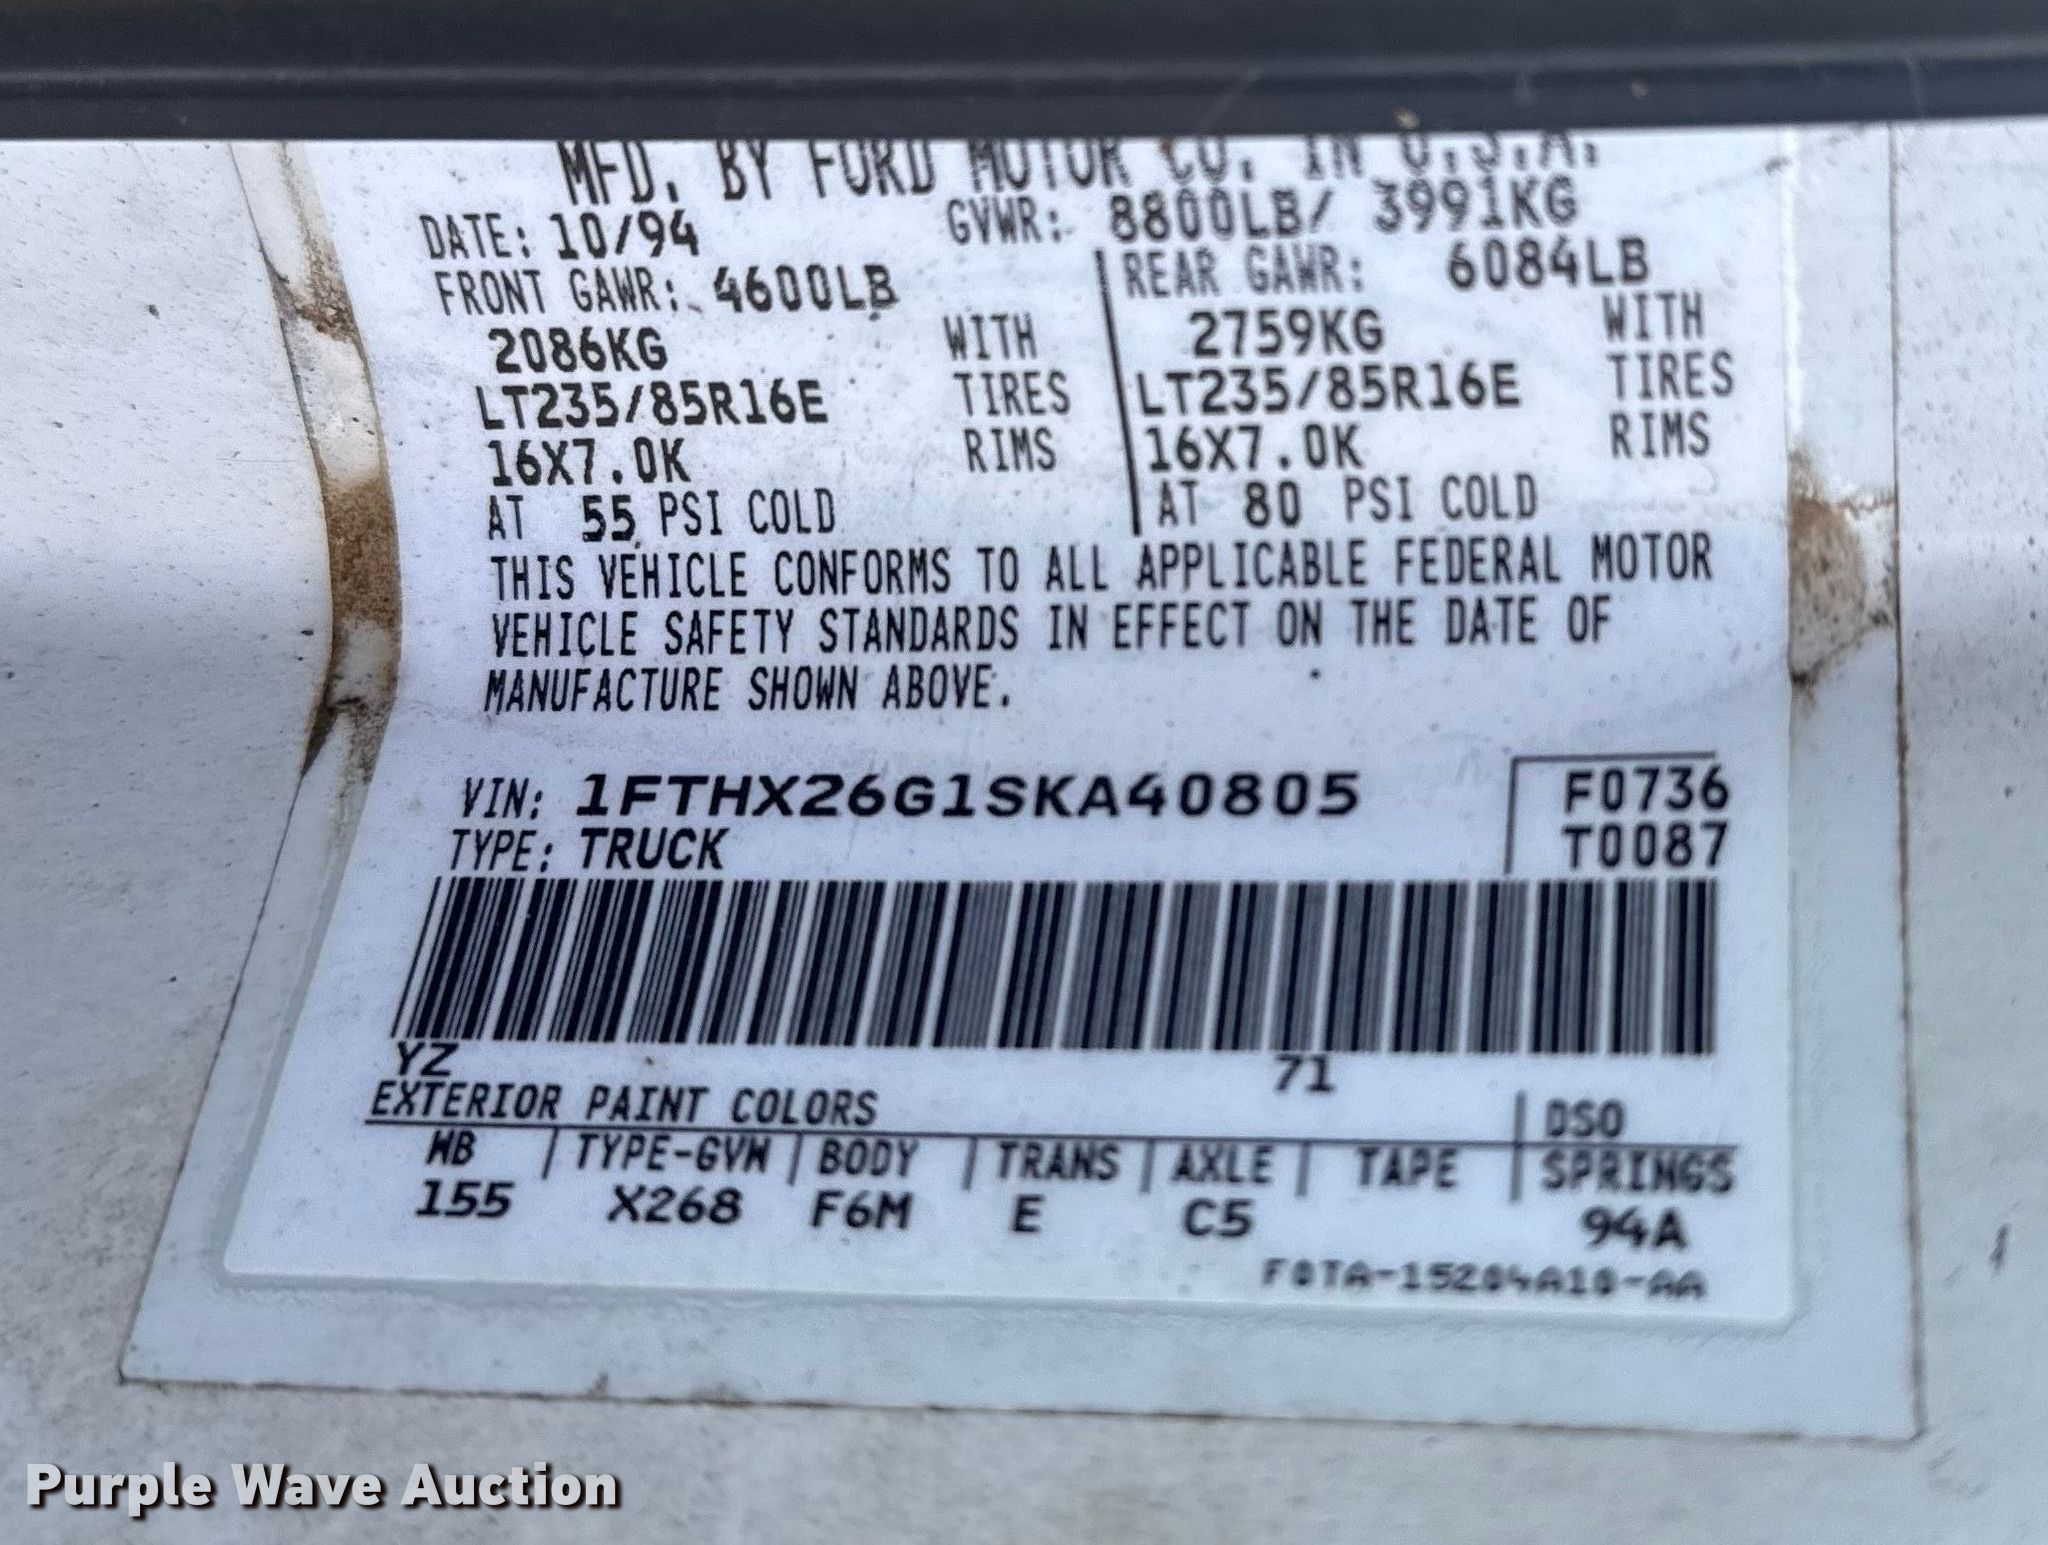 MFD. BY FORD MOTOR CO. IN U.S.A.
DATE: 10/94 GVWR: 8800LB/ 3991KG
FRONT GAWR: 4600LB REAR GAWR: 6084LB
2086KG WITH 2759KG WITH
LT235/85R16E TIRES LT235/85R16E TIRES
16X7.0K RIMS 16X7.0K RIMS
AT 55 PSI COLD AT 80 PSI COLD
THIS VEHICLE CONFORMS TO ALL APPLICABLE FEDERAL MOTOR
VEHICLE SAFETY STANDARDS IN EFFECT ON THE DATE OF
MANUFACTURE SHOWN ABOVE.
VIN: 1FTHX26G1SKA40805 F0736
TYPE: TRUCK T0087
YZ 71
EXTERIOR PAINT COLORS DSO
WB TYPE-GVW BODY TRANS AXLE TAPE SPRINGS
155 X268 F6M E C5 94A
F0TA-15204A10-AA
Purple Wave Auction